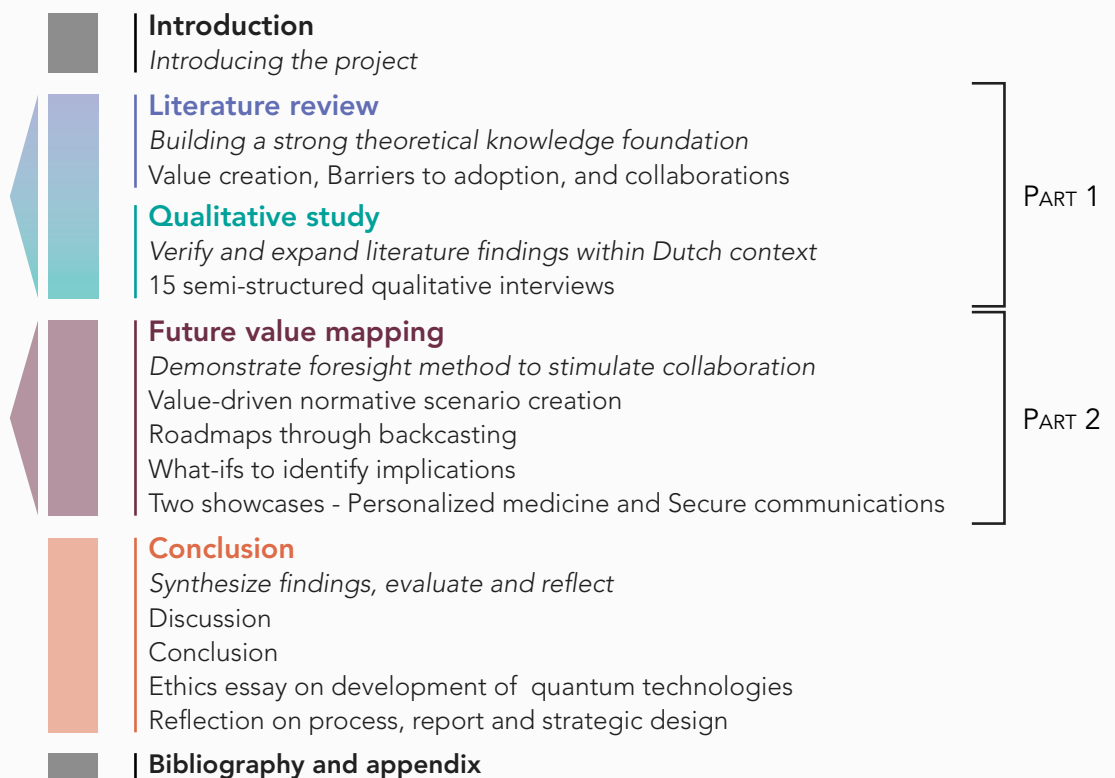 Introduction
Introducing the project
Literature review
Building a strong theoretical knowledge foundation
Value creation, Barriers to adoption, and collaborations
Qualitative study
Verify and expand literature findings within Dutch context
15 semi-structured qualitative interviews
PART 1
Future value mapping
Demonstrate foresight method to stimulate collaboration
Value-driven normative scenario creation
Roadmaps through backcasting
What-ifs to identify implications
Two showcases - Personalized medicine and Secure communications
PART 2
Conclusion
Synthesize findings, evaluate and reflect
Discussion
Conclusion
Ethics essay on development of quantum technologies
Reflection on process, report and strategic design
Bibliography and appendix